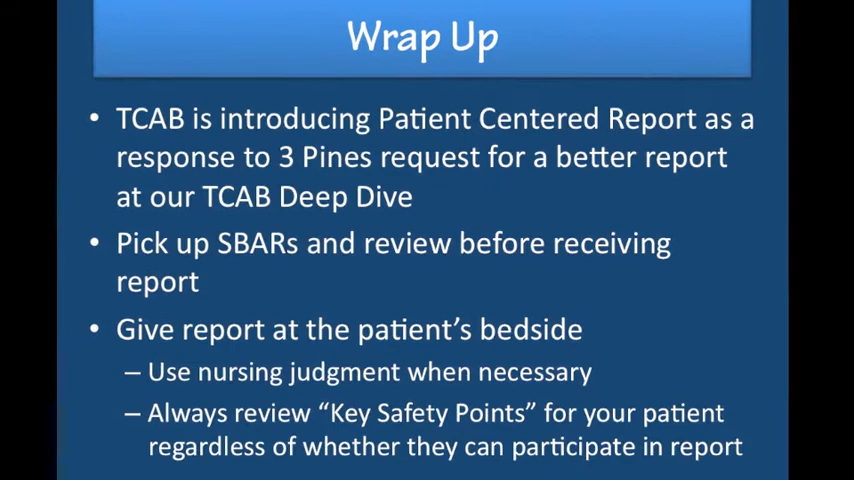 Wrap Up
• TCAB is introducing Patient Centered Report as a
response to 3 Pines request for a better report
at our TCAB Deep Dive
• Pick up SBARs and review before receiving
report
• Give report at the patient’s bedside
– Use nursing judgment when necessary
– Always review “Key Safety Points” for your patient
regardless of whether they can participate in report